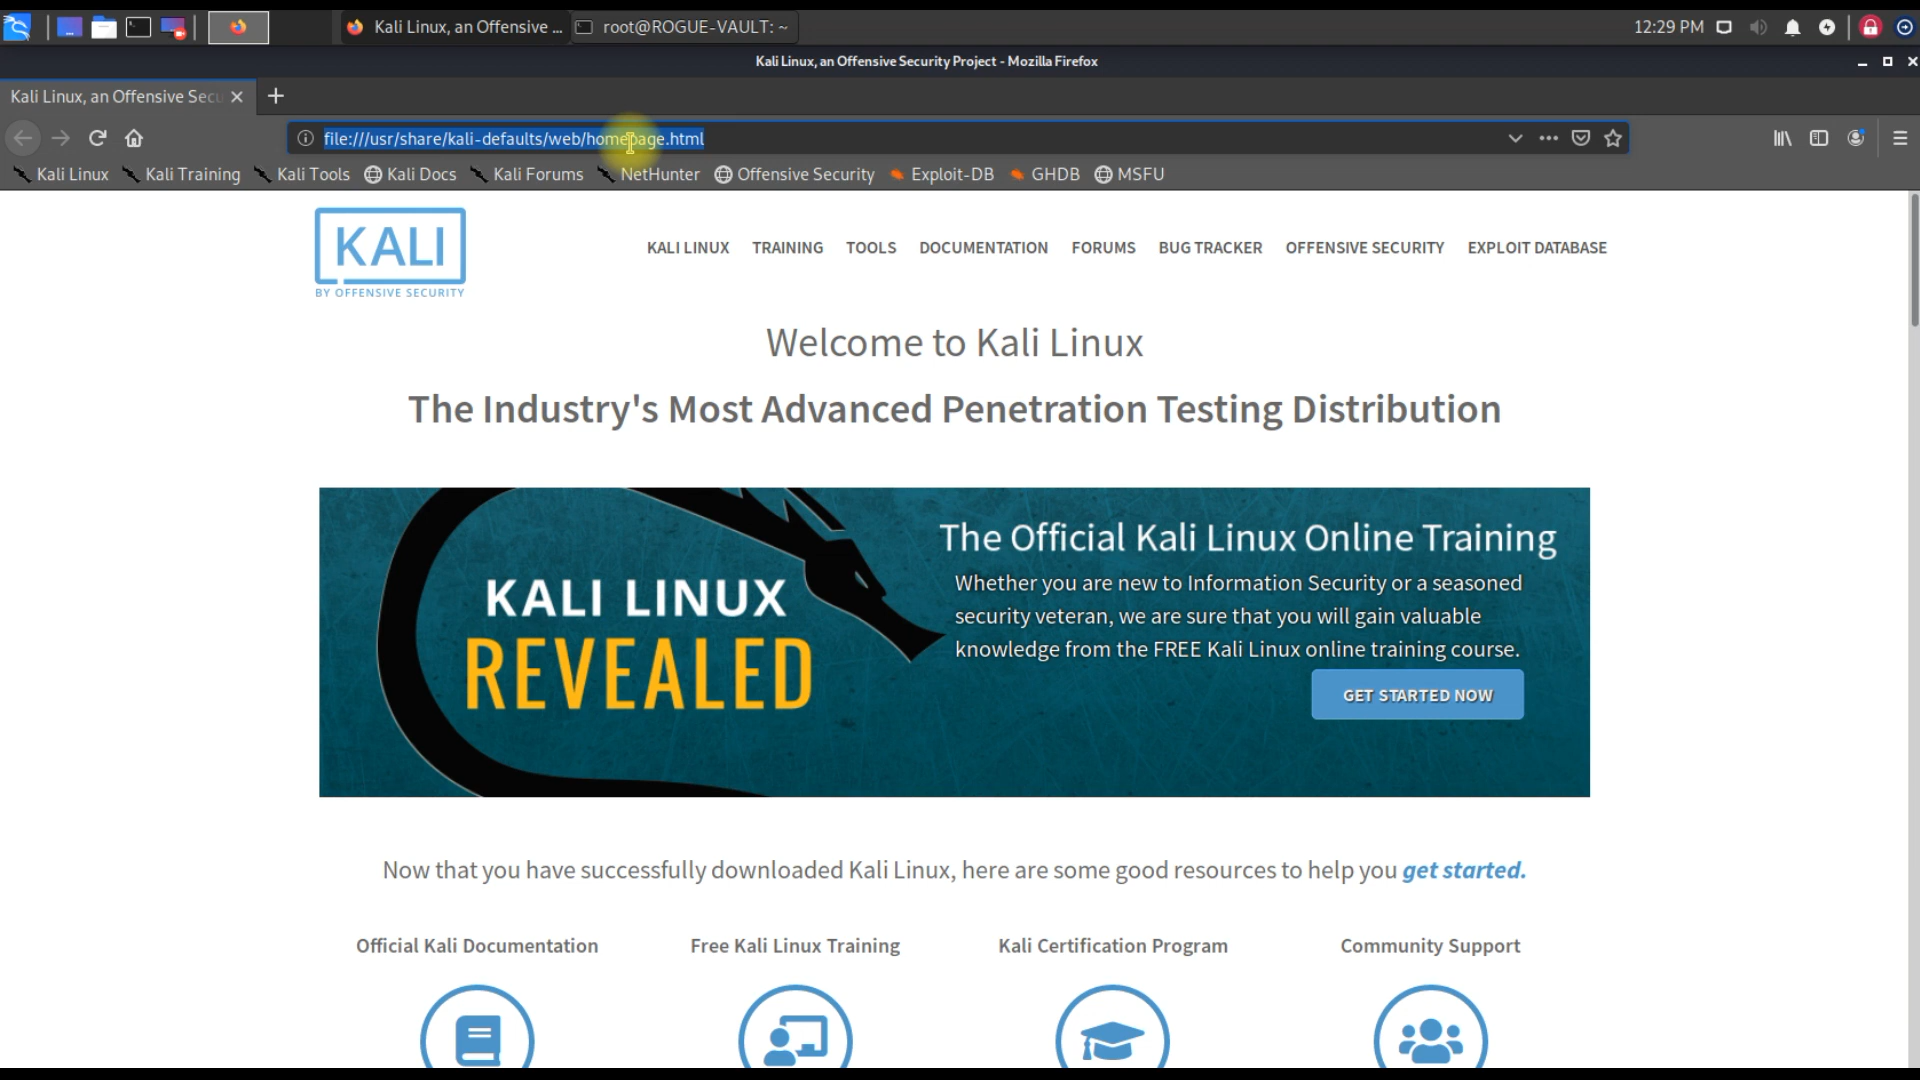 Kali Linux, an Offensive ... root@ROGUE-VAULT: ~ 12:29 PM
Kali Linux, an Offensive Security Project - Mozilla Firefox
Kali Linux, an Offensive Secu
file:///usr/share/kali-defaults/web/homepage.html
Kali Linux Kali Training Kali Tools Kali Docs Kali Forums NetHunter Offensive Security Exploit-DB GHDB MSFU
KALI
BY OFFENSIVE SECURITY
KALI LINUX TRAINING TOOLS DOCUMENTATION FORUMS BUG TRACKER OFFENSIVE SECURITY EXPLOIT DATABASE
Welcome to Kali Linux
The Industry's Most Advanced Penetration Testing Distribution
KALI LINUX
REVEALED
The Official Kali Linux Online Training
Whether you are new to Information Security or a seasoned
security veteran, we are sure that you will gain valuable
knowledge from the FREE Kali Linux online training course.
GET STARTED NOW
Now that you have successfully downloaded Kali Linux, here are some good resources to help you get started.
Official Kali Documentation Free Kali Linux Training Kali Certification Program Community Support